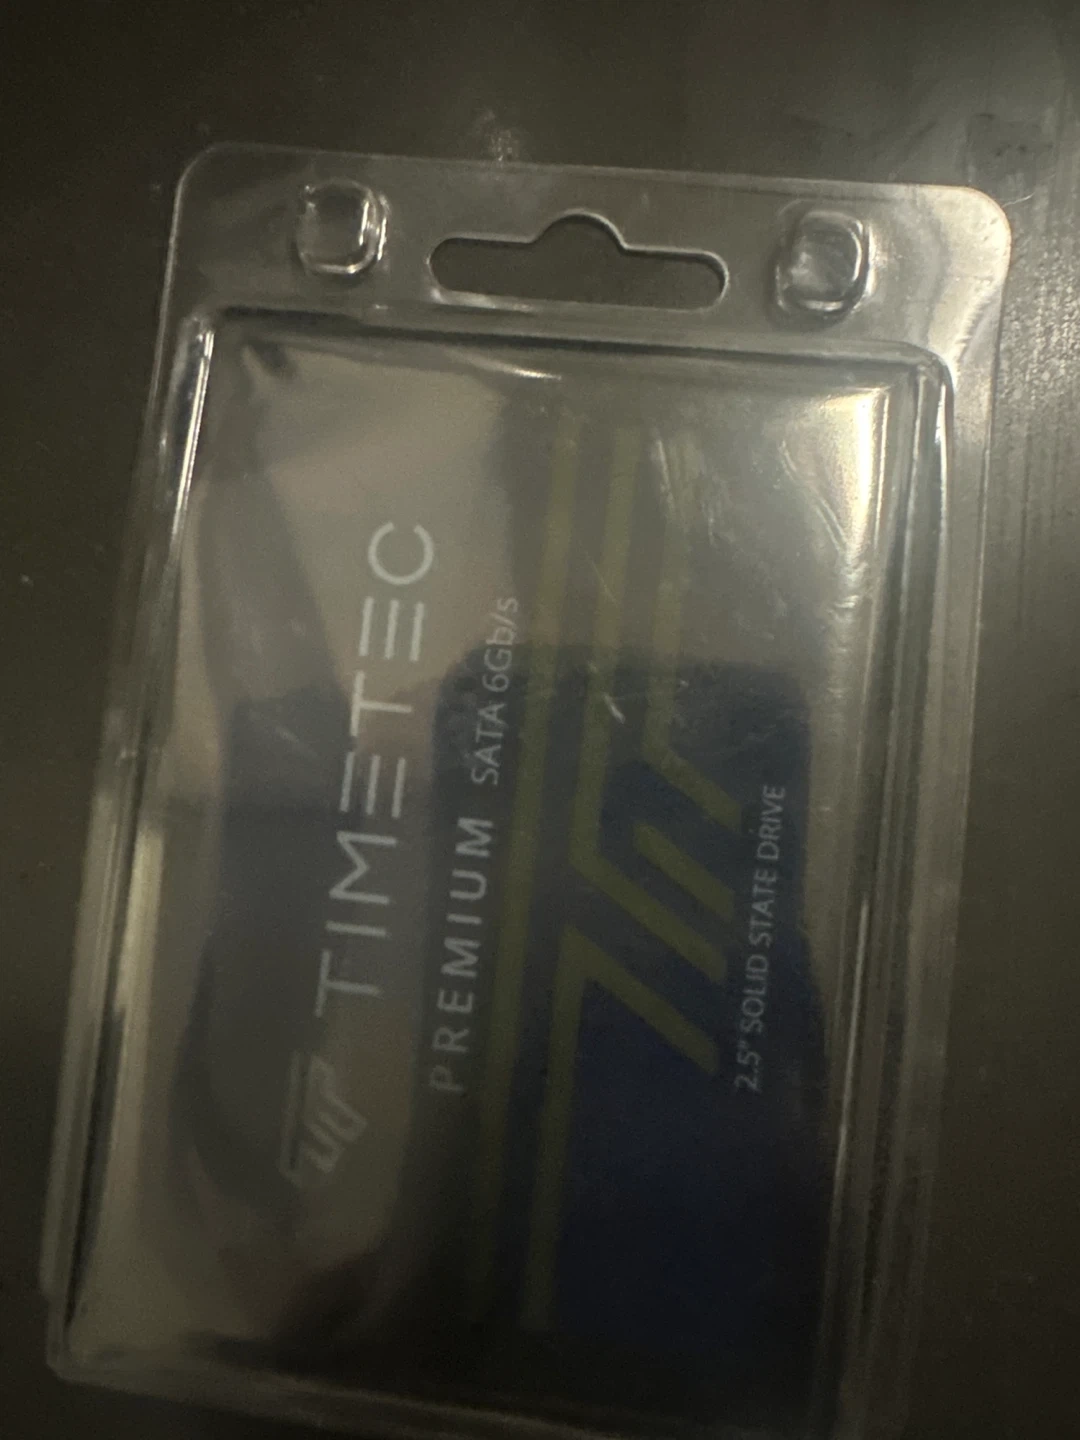 TIMETEC
PREMIUM SATA 6Gb/s
2.5" SOLID STATE DRIVE